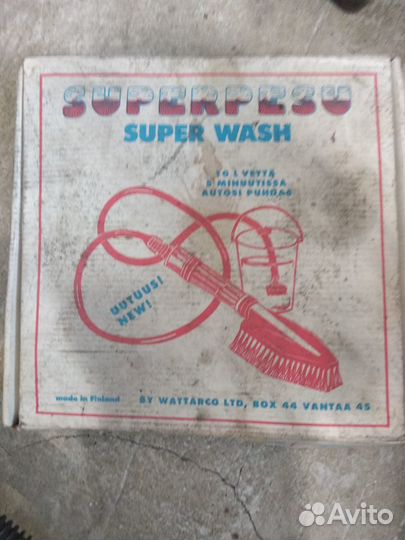 SUPERPESU
SUPER WASH
10 L VETTÄ
5 MINUUTISSA
AUTOSI PUHDAS
UUTUUS!
NEW!
made in Finland
BY WATTARCO LTD, BOX 44 VANTAA 45
Avito